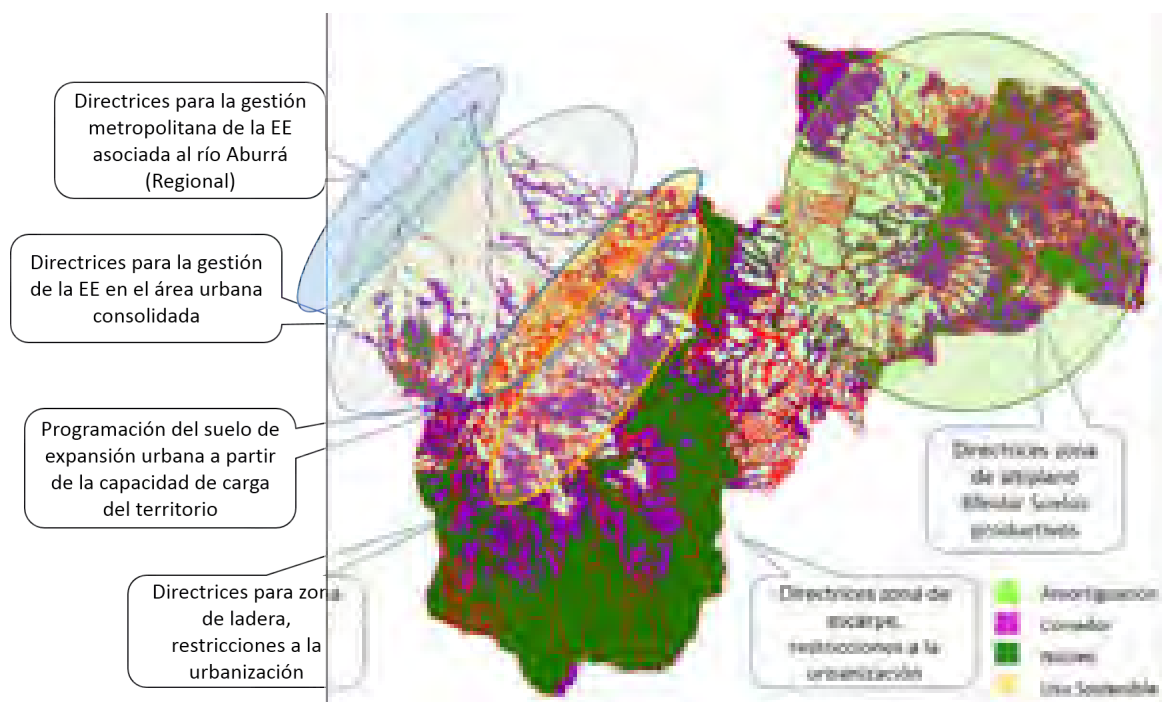 Directrices para la gestión
metropolitana de la EE
asociada al río Aburrá
(Regional)
Directrices para la gestión
de la EE en el área urbana
consolidada
Programación del suelo de
expansión urbana a partir
de la capacidad de carga
del territorio
Directrices para zona
de ladera,
restricciones a la
urbanización
Directrices zona
de altiplano
suelos
productivos
Directrices zona de
escarpe,
restricciones a la
urbanización
Amortiguación
Corredor
Núcleo
Uso Sostenible